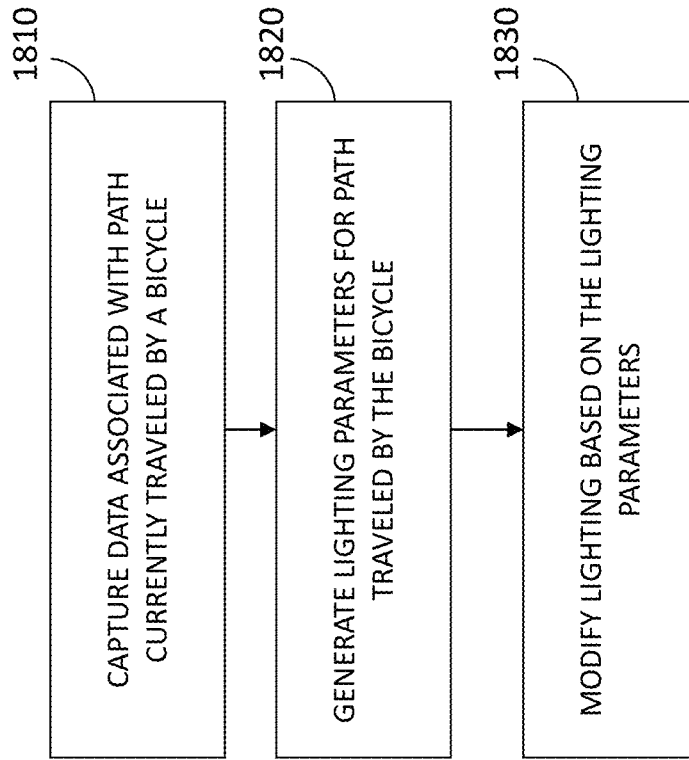 1810
CAPTURE DATA ASSOCIATED WITH PATH
CURRENTLY TRAVELED BY A BICYCLE
1820
GENERATE LIGHTING PARAMETERS FOR PATH
TRAVELED BY THE BICYCLE
1830
MODIFY LIGHTING BASED ON THE LIGHTING
PARAMETERS